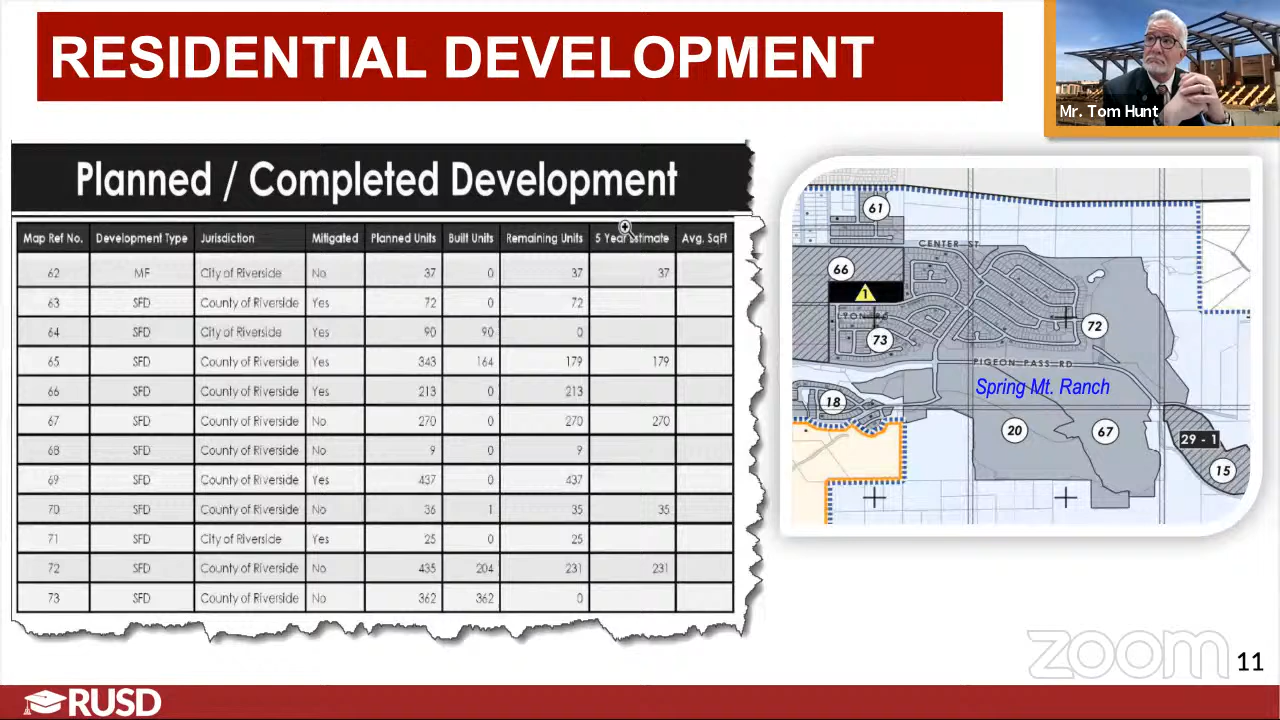 RESIDENTIAL DEVELOPMENT
Mr. Tom Hunt
Planned / Completed Development
Map Ref No. Development Type Jurisdiction Mitigated Planned Units Built Units Remaining Units 5 Year Estimate Avg. SqFt
62 MF City of Riverside No 37 0 37 37
63 SFD County of Riverside Yes 72 0 72
64 SFD City of Riverside Yes 90 90 0
65 SFD County of Riverside Yes 343 164 179 179
66 SFD County of Riverside Yes 213 0 213
67 SFD County of Riverside No 270 0 270 270
68 SFD County of Riverside No 9 0 9
69 SFD County of Riverside Yes 437 0 437
70 SFD County of Riverside No 36 1 35 35
71 SFD City of Riverside Yes 25 0 25
72 SFD County of Riverside No 435 204 231 231
73 SFD County of Riverside No 362 362 0
61
CENTER ST
66
1
LYON RD
72
73
PIGEON PASS RD
Spring Mt. Ranch
18
20
67
29 - 1
15
zoom
11
RUSD